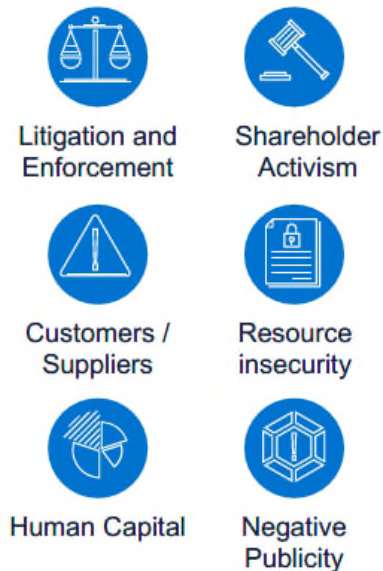 Litigation and
Enforcement
Shareholder
Activism
Customers /
Suppliers
Resource
insecurity
Human Capital
Negative
Publicity